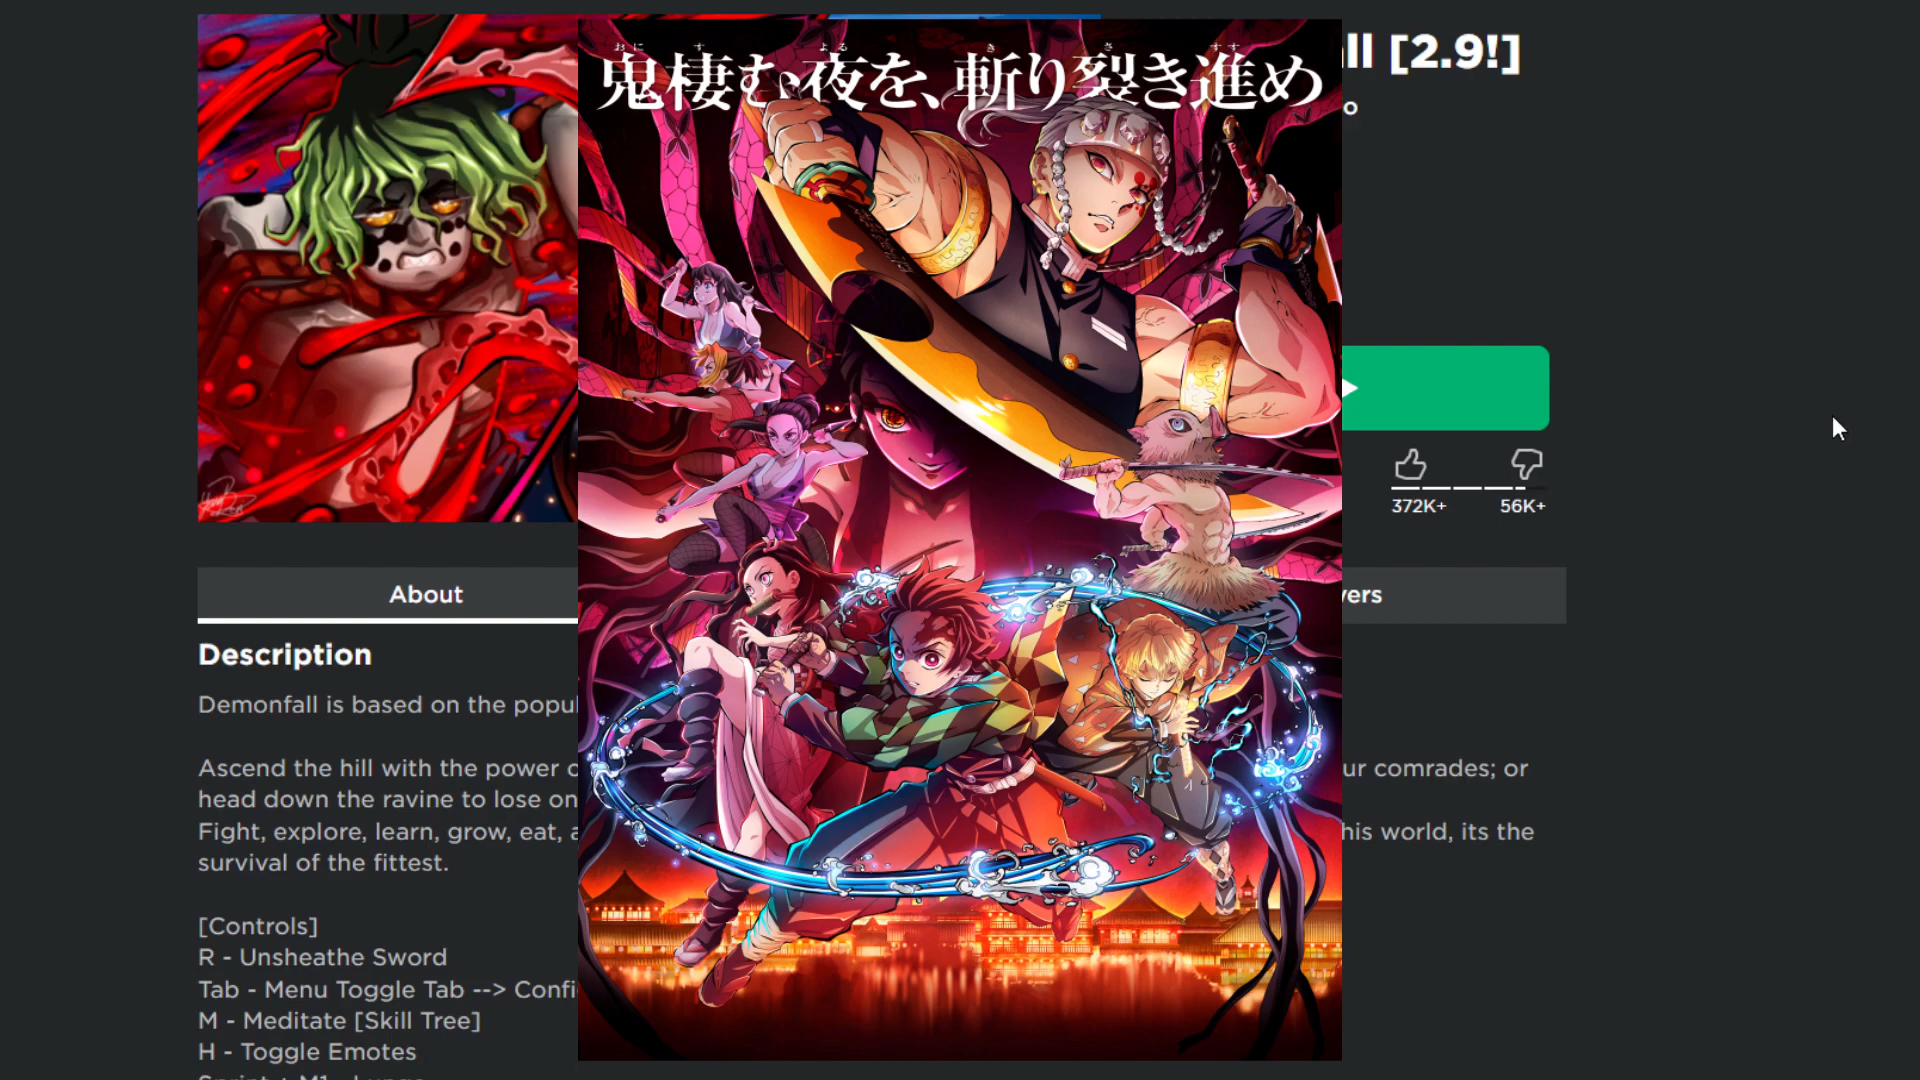 鬼棲む夜を、斬り裂き進め
ll [2.9!]
o
372K+
56K+
About
vers
Description
Demonfall is based on the popul
Ascend the hill with the power o
ur comrades; or
head down the ravine to lose on
Fight, explore, learn, grow, eat, a
his world, its the
survival of the fittest.
[Controls]
R - Unsheathe Sword
Tab - Menu Toggle Tab --> Confi
M - Meditate [Skill Tree]
H - Toggle Emotes